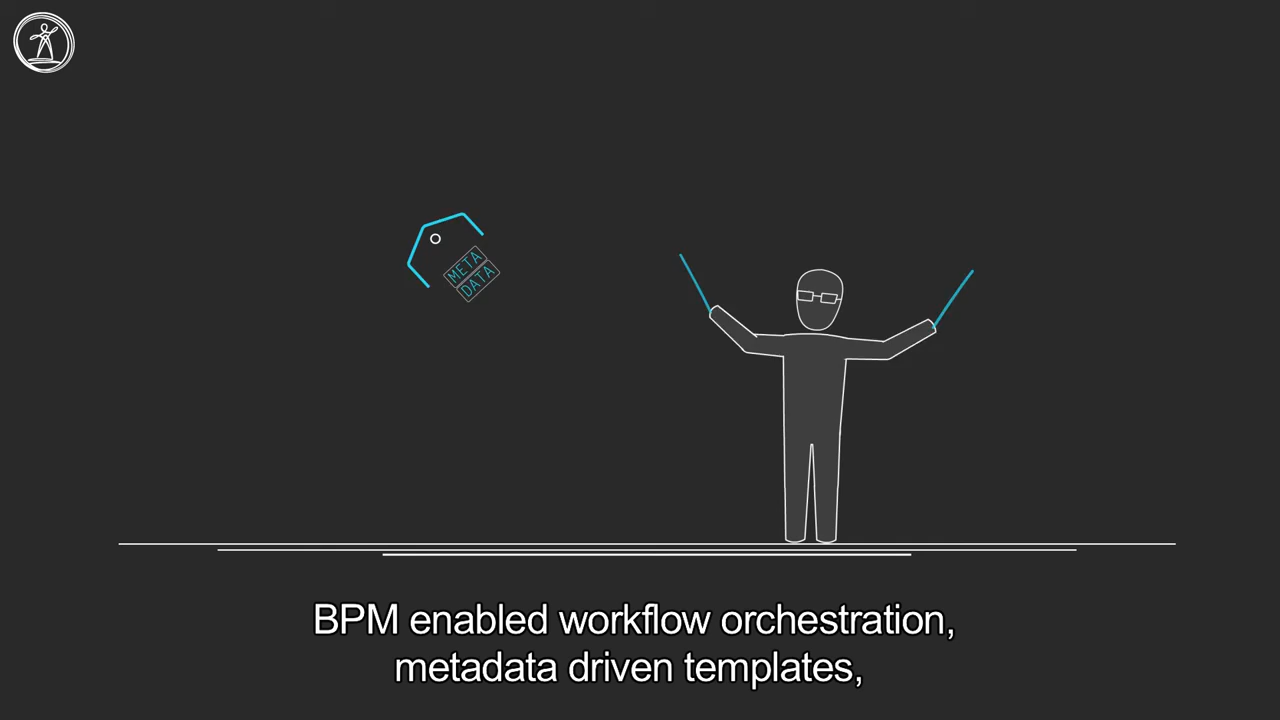 META
DATA
BPM enabled workflow orchestration,
metadata driven templates,